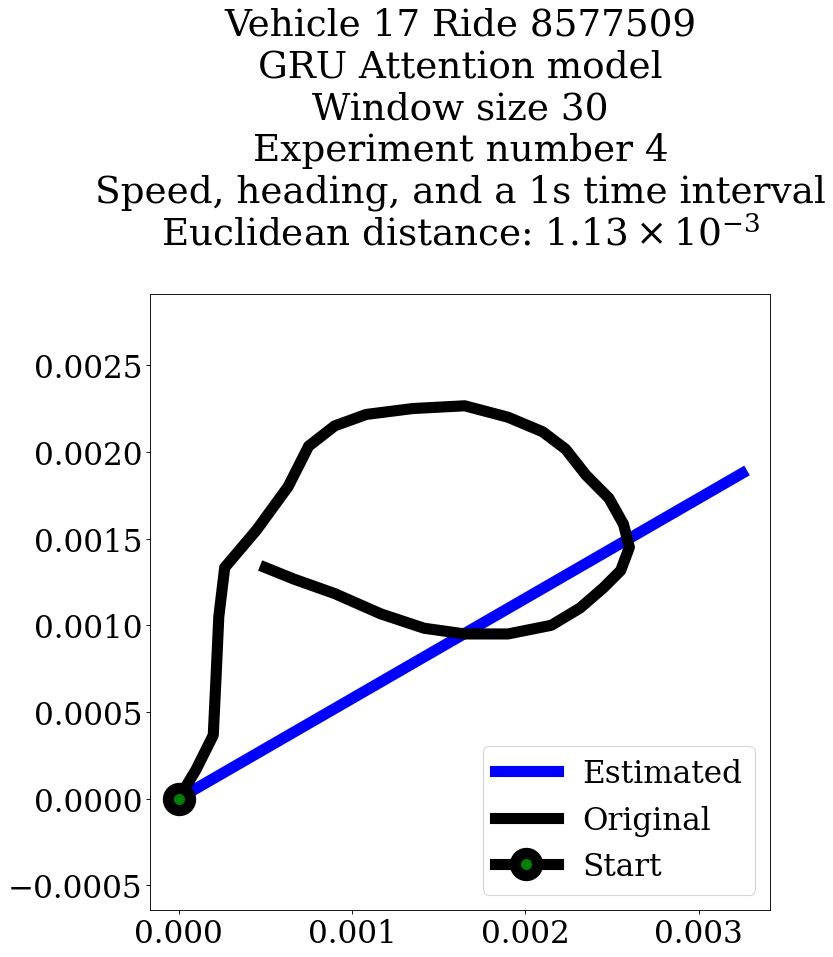 Vehicle 17 Ride 8577509
GRU Attention model
Window size 30
Experiment number 4
Speed, heading, and a 1s time interval
Euclidean distance: 1.13 × 10⁻³
0.0025
0.0020
0.0015
0.0010
0.0005
0.0000
−0.0005
0.000 0.001 0.002 0.003
Estimated
Original
Start